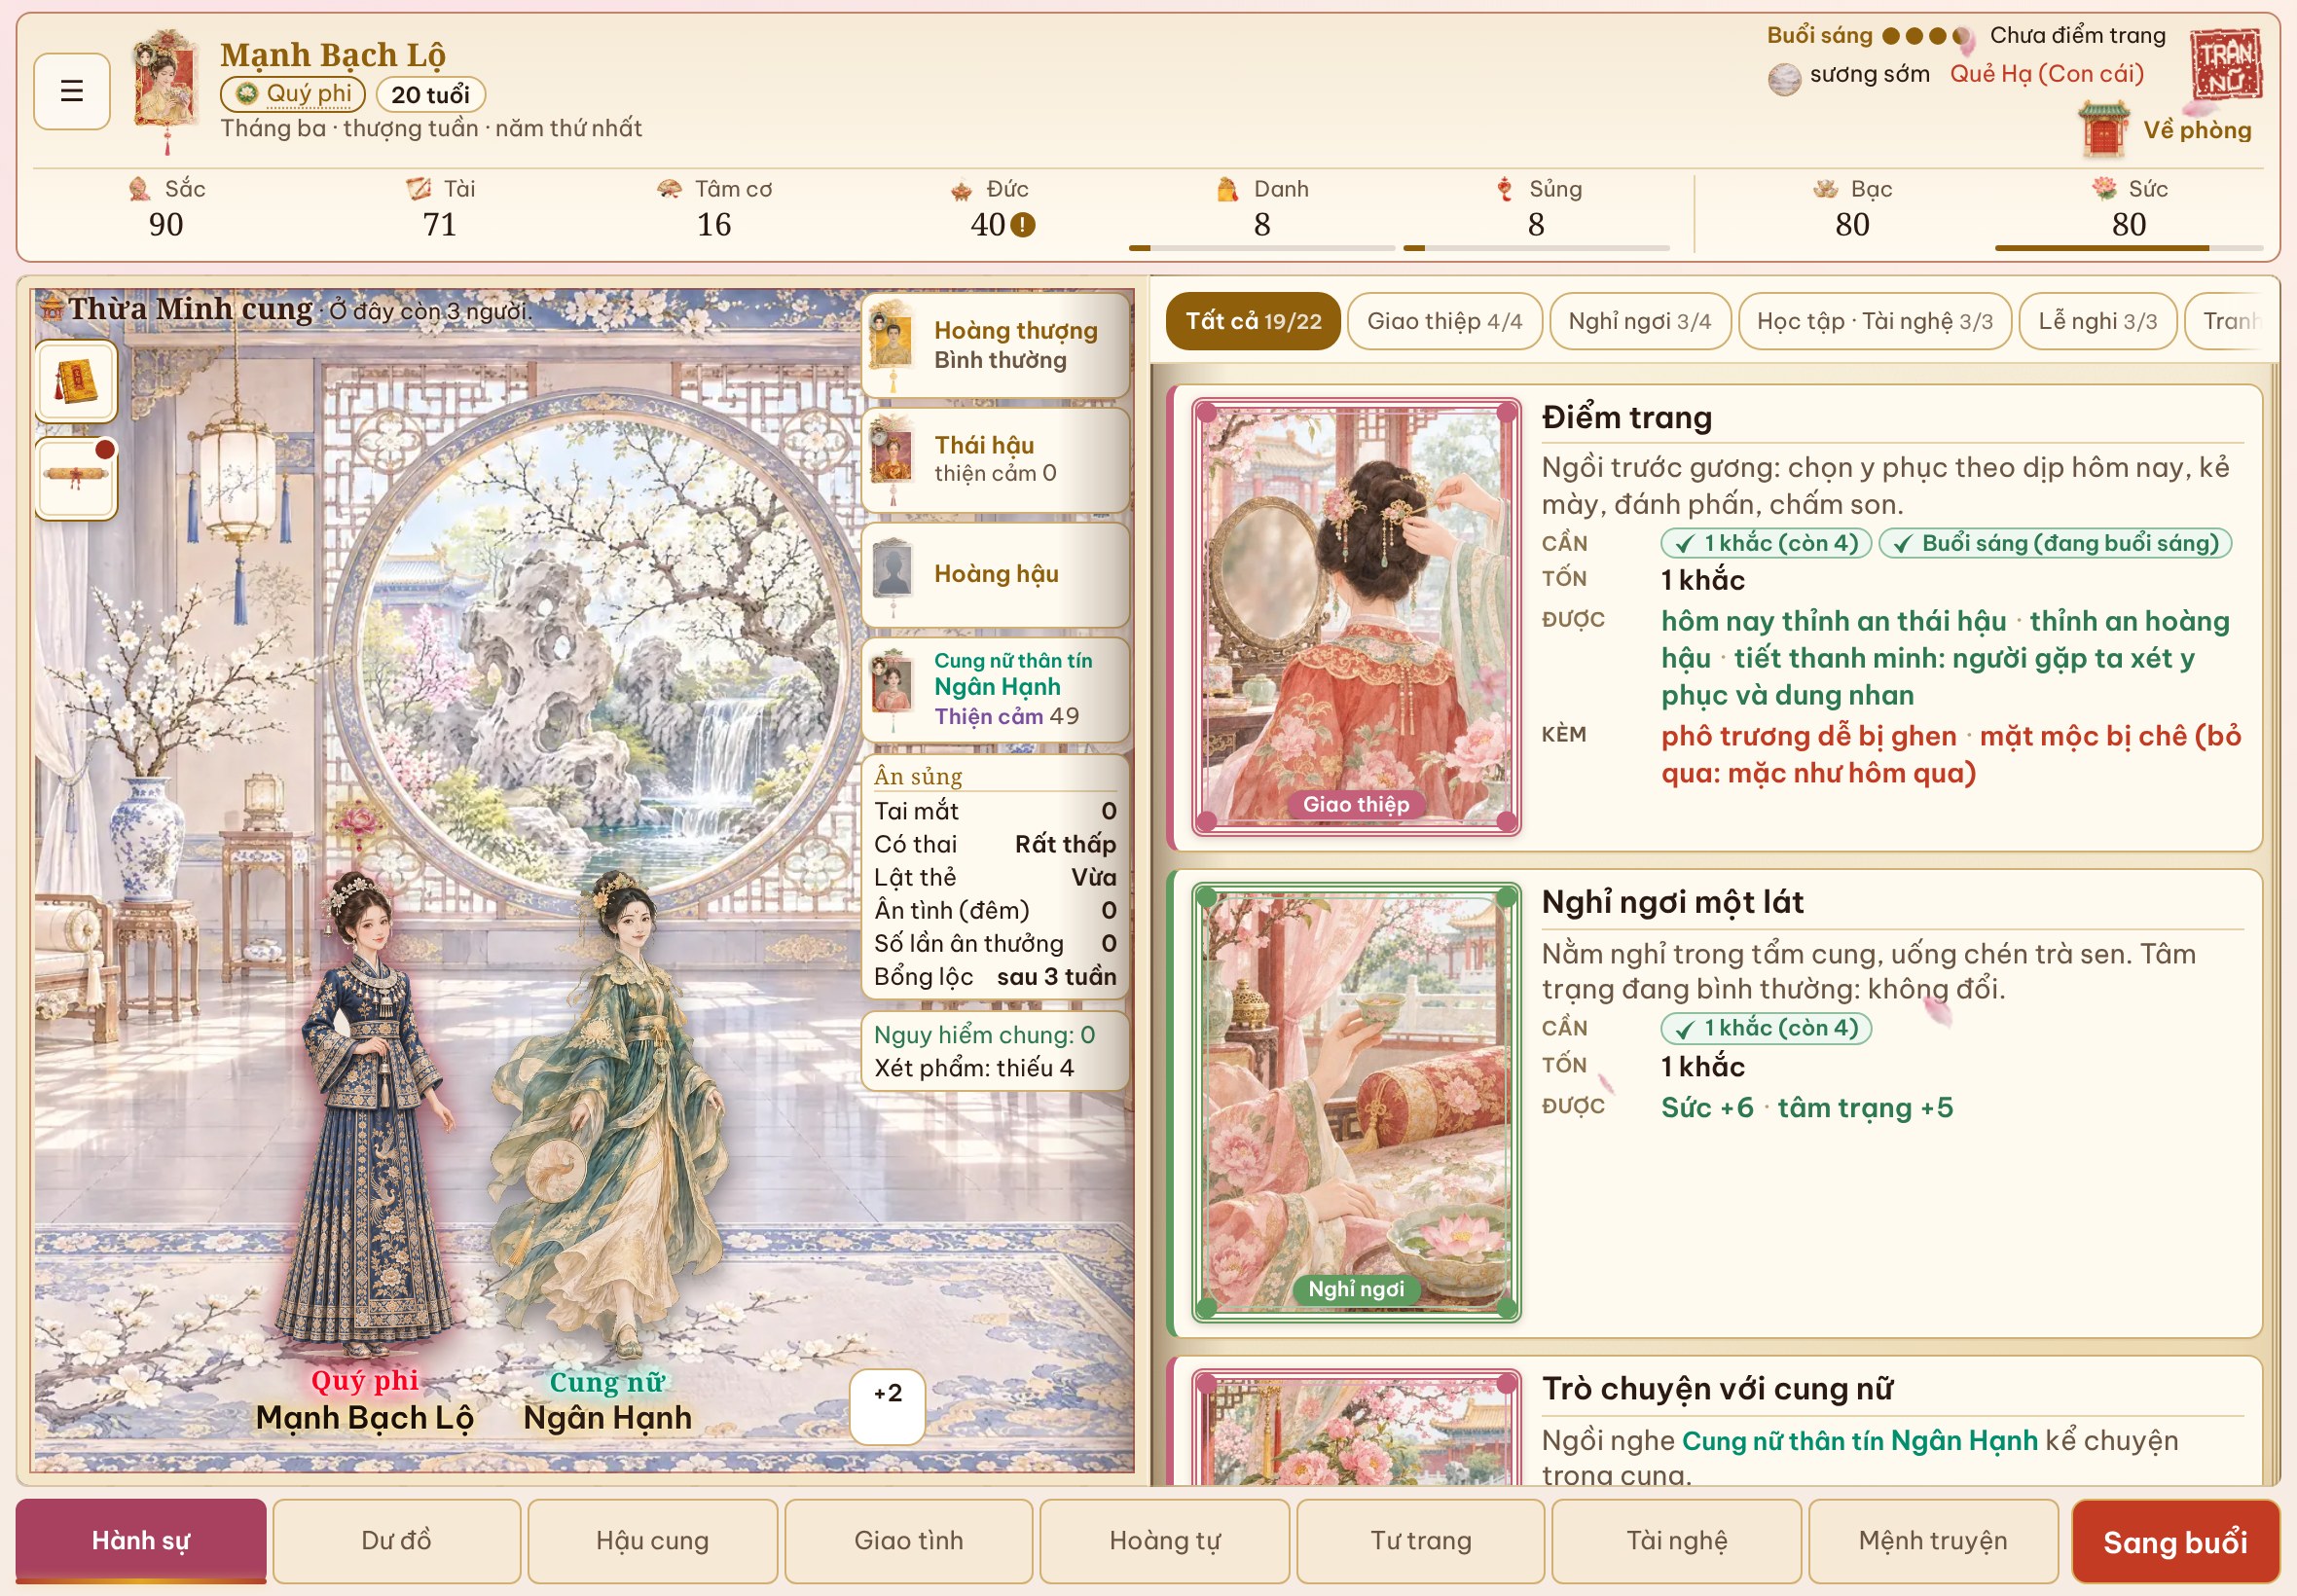 Mạnh Bạch Lộ
Quý phi
20 tuổi
Tháng ba · thượng tuần · năm thứ nhất
Buổi sáng
Chưa điểm trang
sương sớm
Quẻ Hạ (Con cái)
TRÂN NỮ
Về phòng
Sắc
90
Tài
71
Tâm cơ
16
Đức
40 !
Danh
8
Sủng
8
Bạc
80
Sức
80
Thừa Minh cung · Ở đây còn 3 người.
Hoàng thượng
Bình thường
Thái hậu
thiện cảm 0
Hoàng hậu
Cung nữ thân tín
Ngân Hạnh
Thiện cảm 49
Ân sủng
Tai mắt 0
Có thai Rất thấp
Lật thẻ Vừa
Ân tình (đêm) 0
Số lần ân thưởng 0
Bổng lộc sau 3 tuần
Nguy hiểm chung: 0
Xét phẩm: thiếu 4
Quý phi
Mạnh Bạch Lộ
Cung nữ
Ngân Hạnh
+2
Tất cả 19/22
Giao thiệp 4/4
Nghỉ ngơi 3/4
Học tập · Tài nghệ 3/3
Lễ nghi 3/3
Tranh
Giao thiệp
Điểm trang
Ngồi trước gương: chọn y phục theo dịp hôm nay, kẻ
mày, đánh phấn, chấm son.
CẦN ✓ 1 khắc (còn 4) ✓ Buổi sáng (đang buổi sáng)
TỐN 1 khắc
ĐƯỢC hôm nay thỉnh an thái hậu · thỉnh an hoàng
hậu · tiết thanh minh: người gặp ta xét y
phục và dung nhan
KÈM phô trương dễ bị ghen · mặt mộc bị chê (bỏ
qua: mặc như hôm qua)
Nghỉ ngơi
Nghỉ ngơi một lát
Nằm nghỉ trong tẩm cung, uống chén trà sen. Tâm
trạng đang bình thường: không đổi.
CẦN ✓ 1 khắc (còn 4)
TỐN 1 khắc
ĐƯỢC Sức +6 · tâm trạng +5
Trò chuyện với cung nữ
Ngồi nghe Cung nữ thân tín Ngân Hạnh kể chuyện
trong cung.
Hành sự
Dư đồ
Hậu cung
Giao tình
Hoàng tự
Tư trang
Tài nghệ
Mệnh truyện
Sang buổi